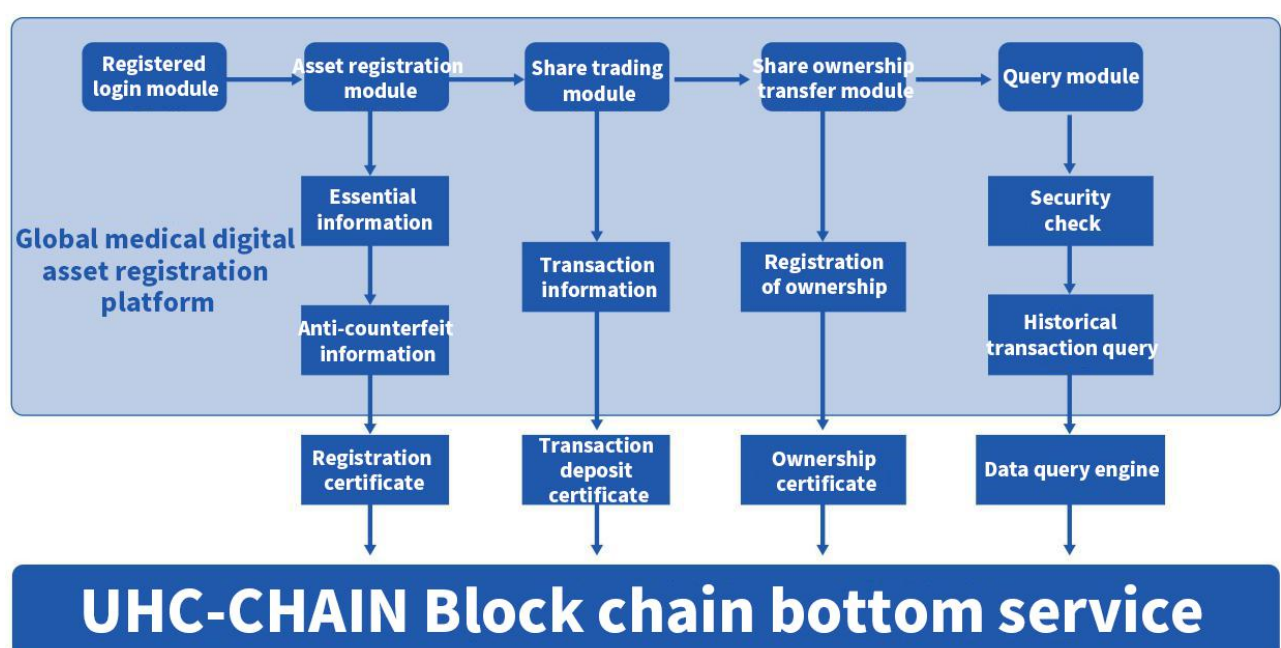 Registered
login module
Asset registration
module
Share trading
module
Share ownership
transfer module
Query module
Essential
information
Security
check
Global medical digital
asset registration
platform
Transaction
information
Registration
of ownership
Anti-counterfeit
information
Historical
transaction query
Registration
certificate
Transaction
deposit
certificate
Ownership
certificate
Data query engine
UHC-CHAIN Block chain bottom service